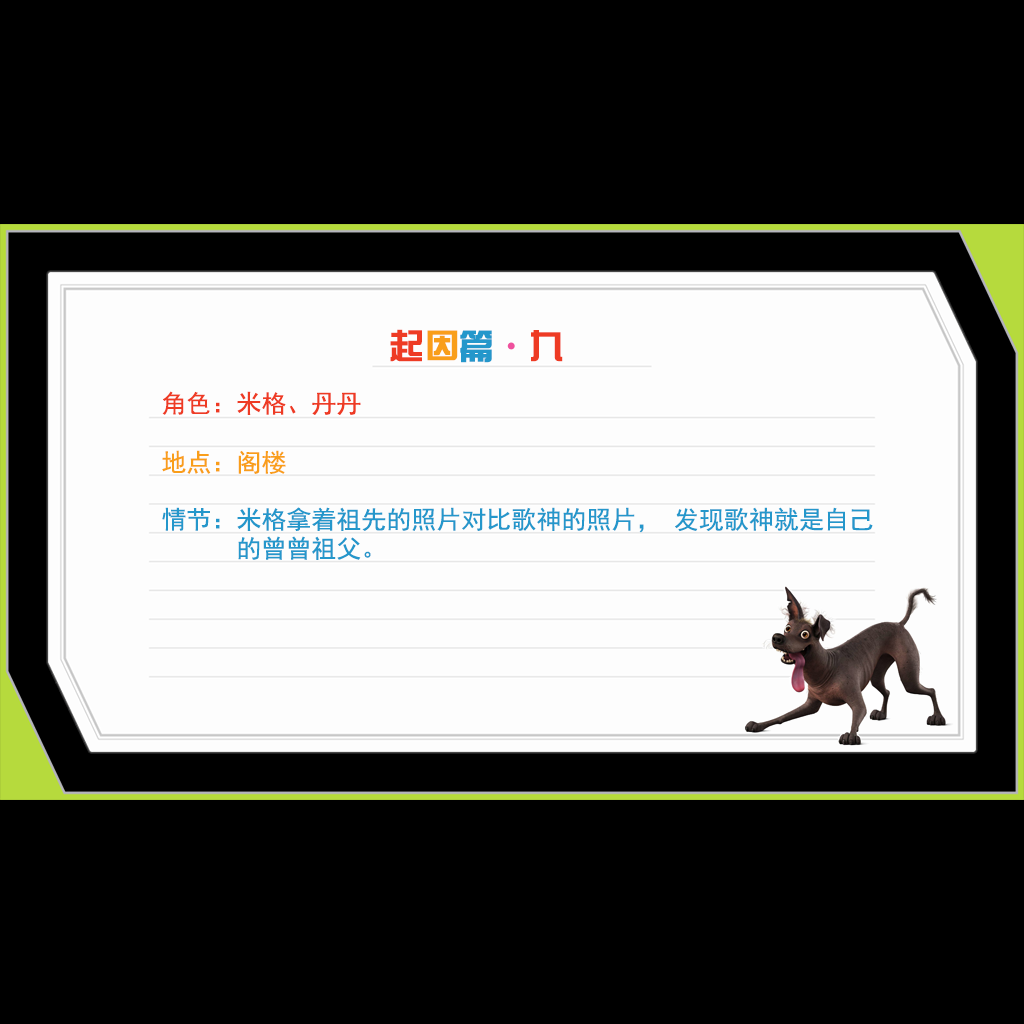 起因篇·九
角色：米格、丹丹
地点：阁楼
情节：米格拿着祖先的照片对比歌神的照片， 发现歌神就是自己
的曾曾祖父。